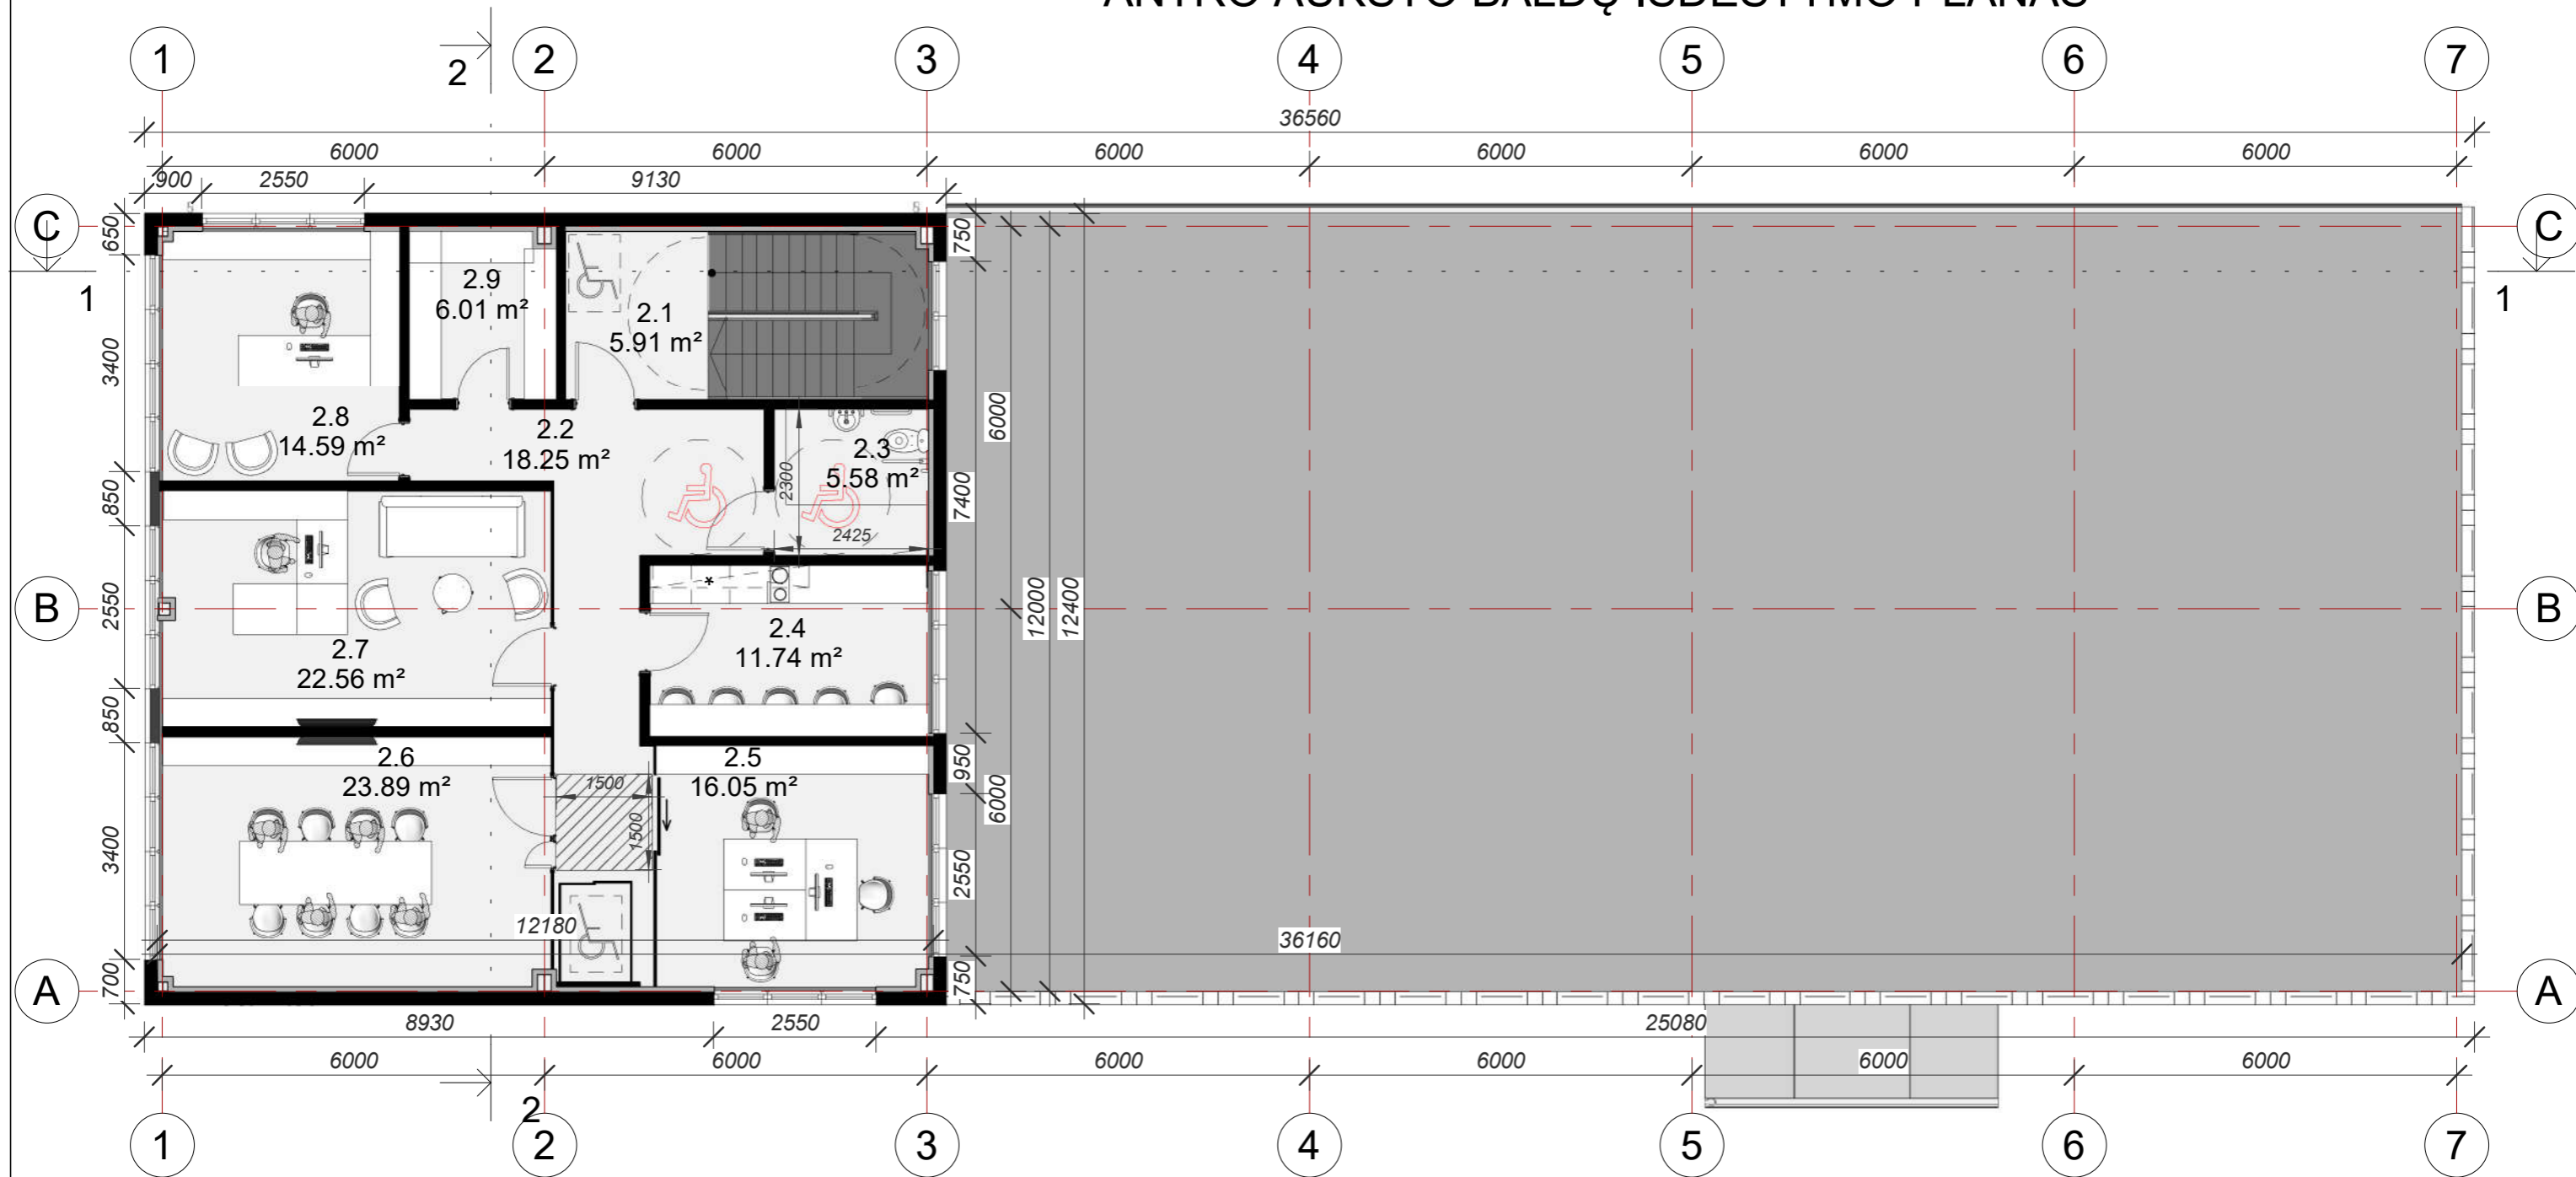 ANTRO AUKŠTO BALDŲ IŠDĖSTYMO PLANAS
1 2 2 3 4 5 6 7
36560
6000 6000 6000 6000 6000 6000
900 2550 9130
C C
1 1
B B
A A
650
3400
850
2550
850
3400
700
750
7400
950
2550
750
6000
6000
12000
12400
2.9
6.01 m²
2.1
5.91 m²
2.8
14.59 m²
2.2
18.25 m²
2.3
5.58 m²
2300
2425
*
2.4
11.74 m²
2.7
22.56 m²
2.6
23.89 m²
2.5
16.05 m²
1500
1500
12180
36160
8930 2550 25080
6000 6000 6000 6000 6000 6000
2
1 2 3 4 5 6 7